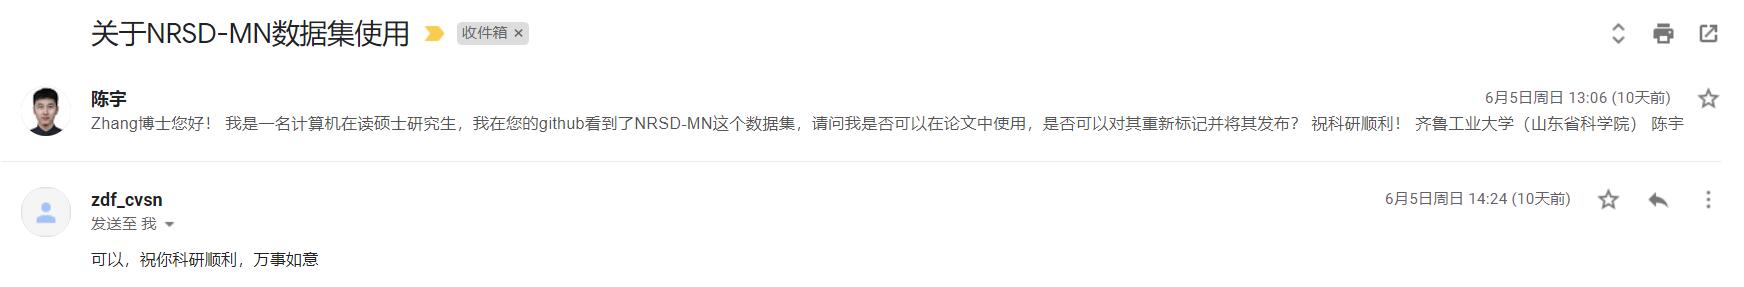 关于NRSD-MN数据集使用 收件箱 ×
陈宇 6月5日周日 13:06 (10天前)
Zhang博士您好！ 我是一名计算机在读硕士研究生，我在您的github看到了NRSD-MN这个数据集，请问我是否可以在论文中使用，是否可以对其重新标记并将其发布？ 祝科研顺利！ 齐鲁工业大学（山东省科学院） 陈宇
zdf_cvsn 6月5日周日 14:24 (10天前)
发送至 我
可以，祝你科研顺利，万事如意